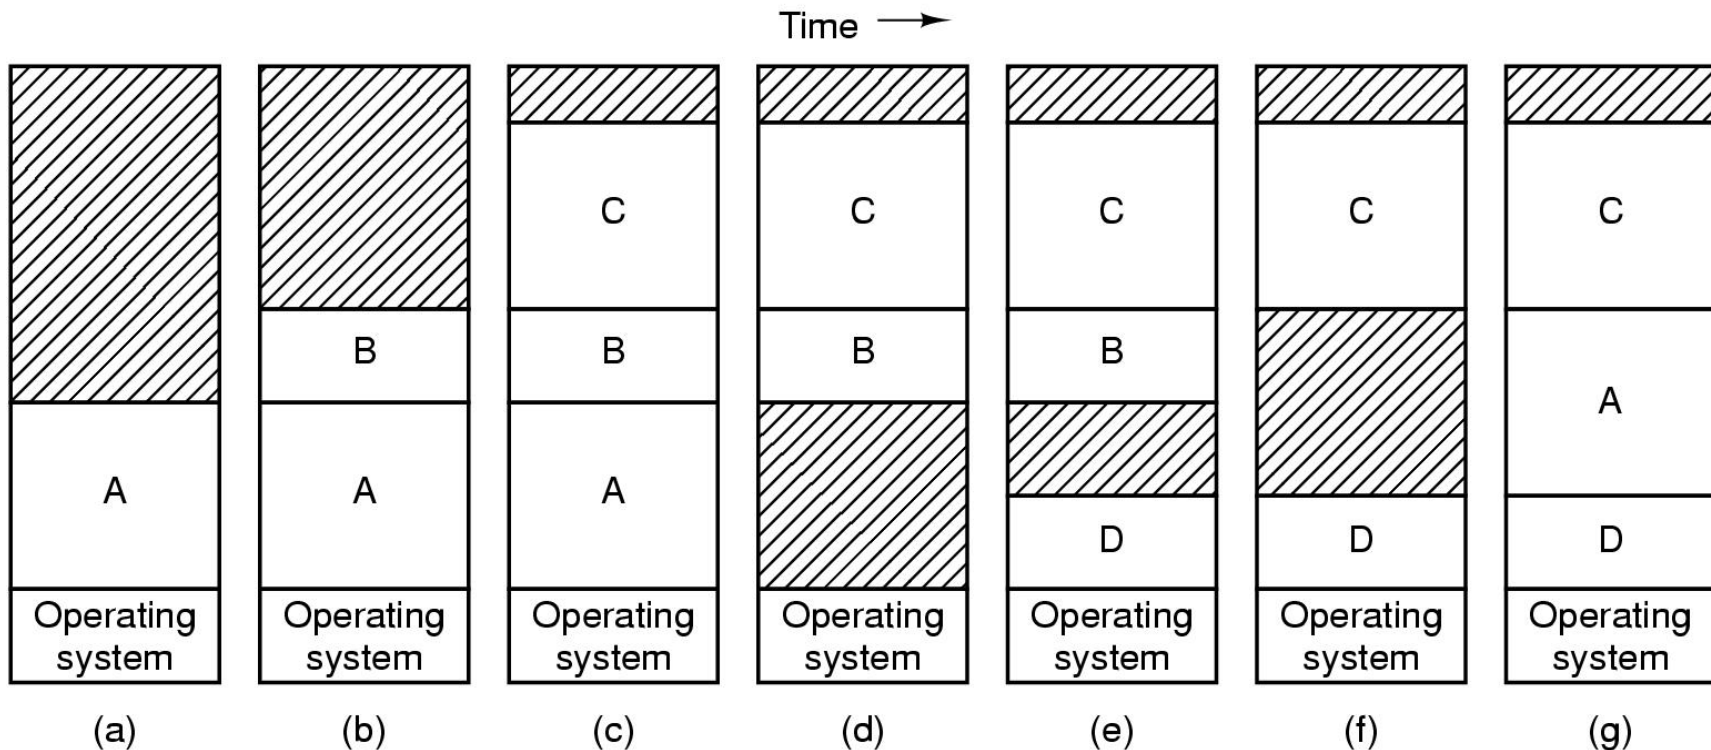 Time
C C C C C
B B B B A
A A A D D D
Operating Operating Operating Operating Operating Operating Operating
system system system system system system system
(a) (b) (c) (d) (e) (f) (g)